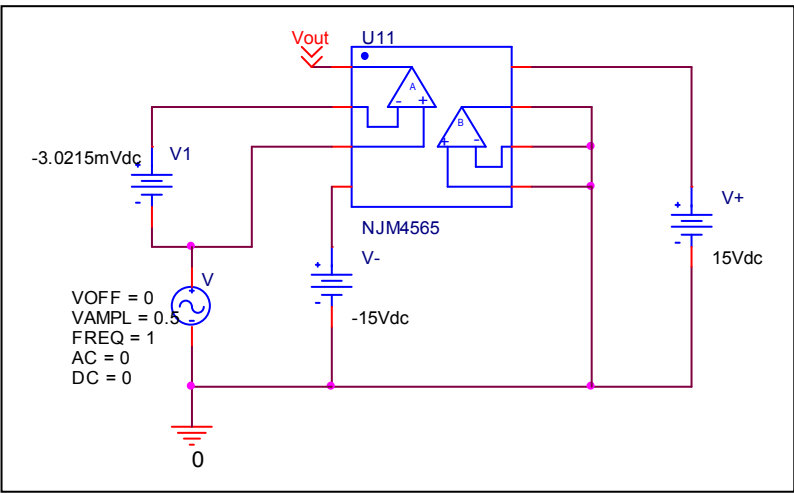 Vout
U11
A
- +
B
+ -
-3.0215mVdc
V1
+
-
NJM4565
V+
+
-
15Vdc
V-
+
-
-15Vdc
V
+
-
VOFF = 0
VAMPL = 0.5
FREQ = 1
AC = 0
DC = 0
0